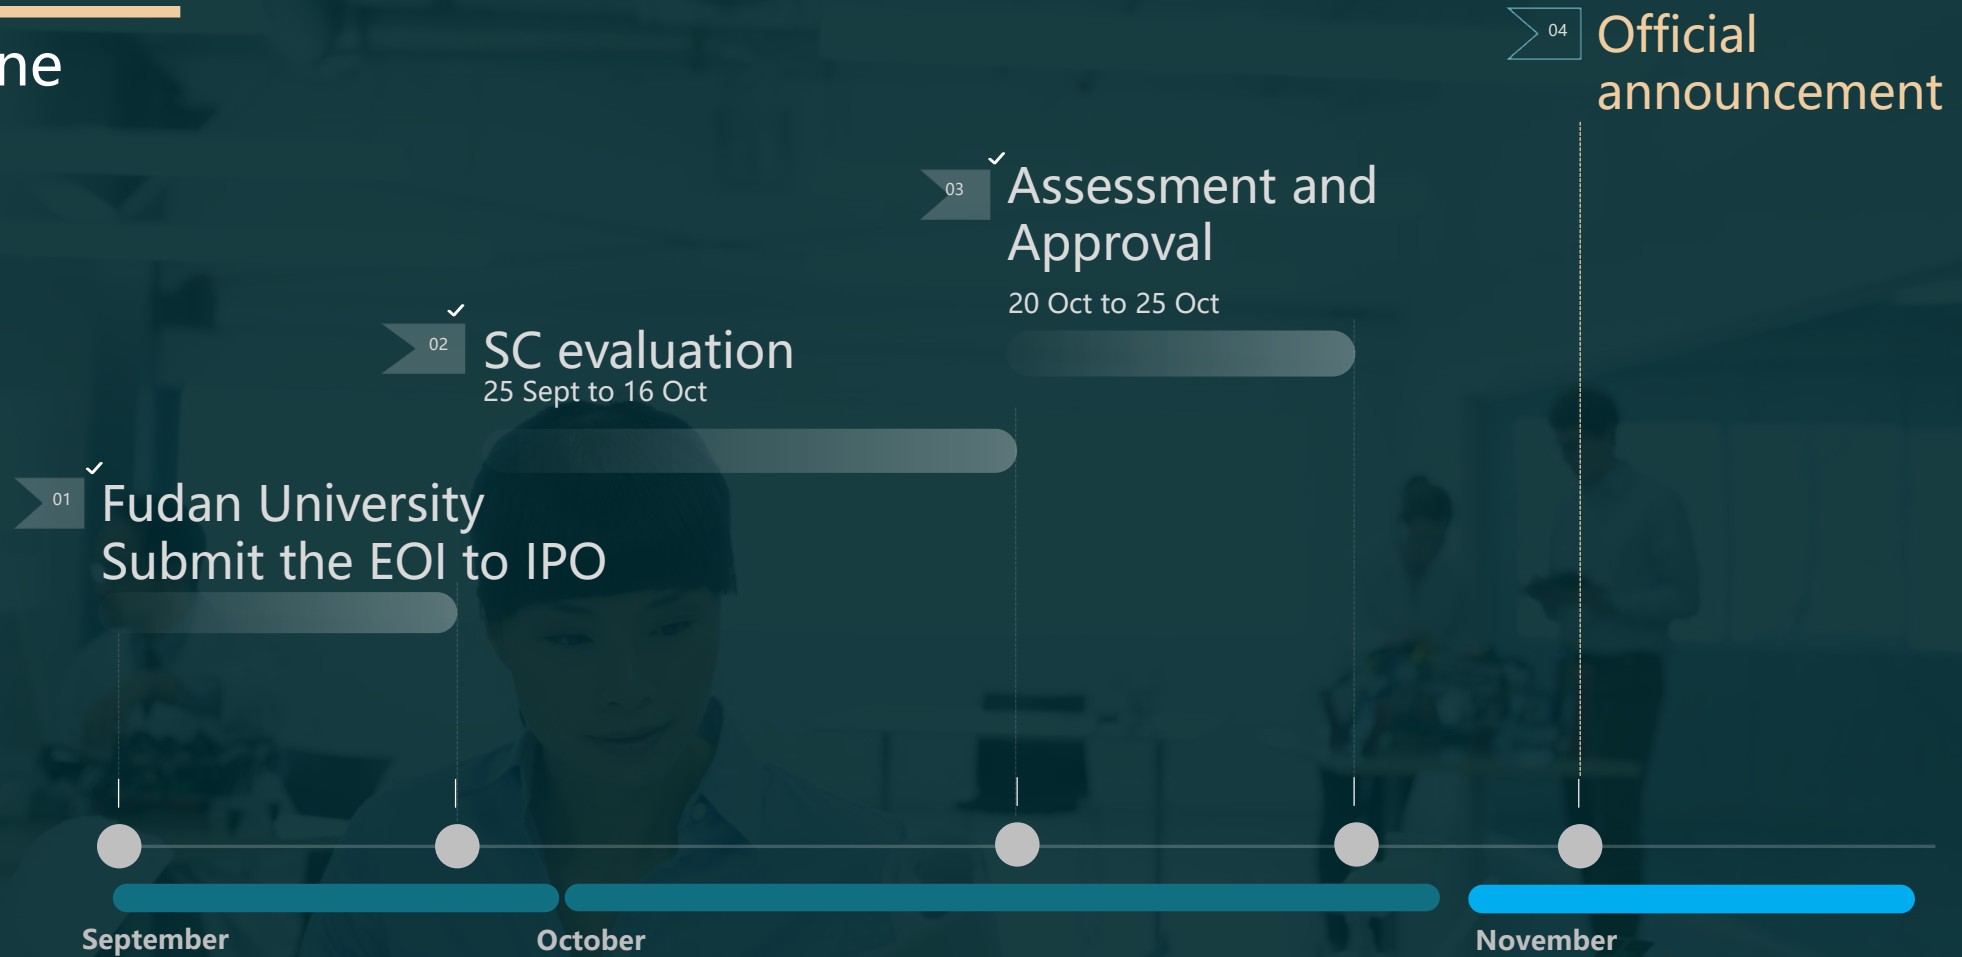 ne
04
Official
announcement
03
Assessment and
Approval
20 Oct to 25 Oct
02
SC evaluation
25 Sept to 16 Oct
01
Fudan University
Submit the EOI to IPO
September
October
November